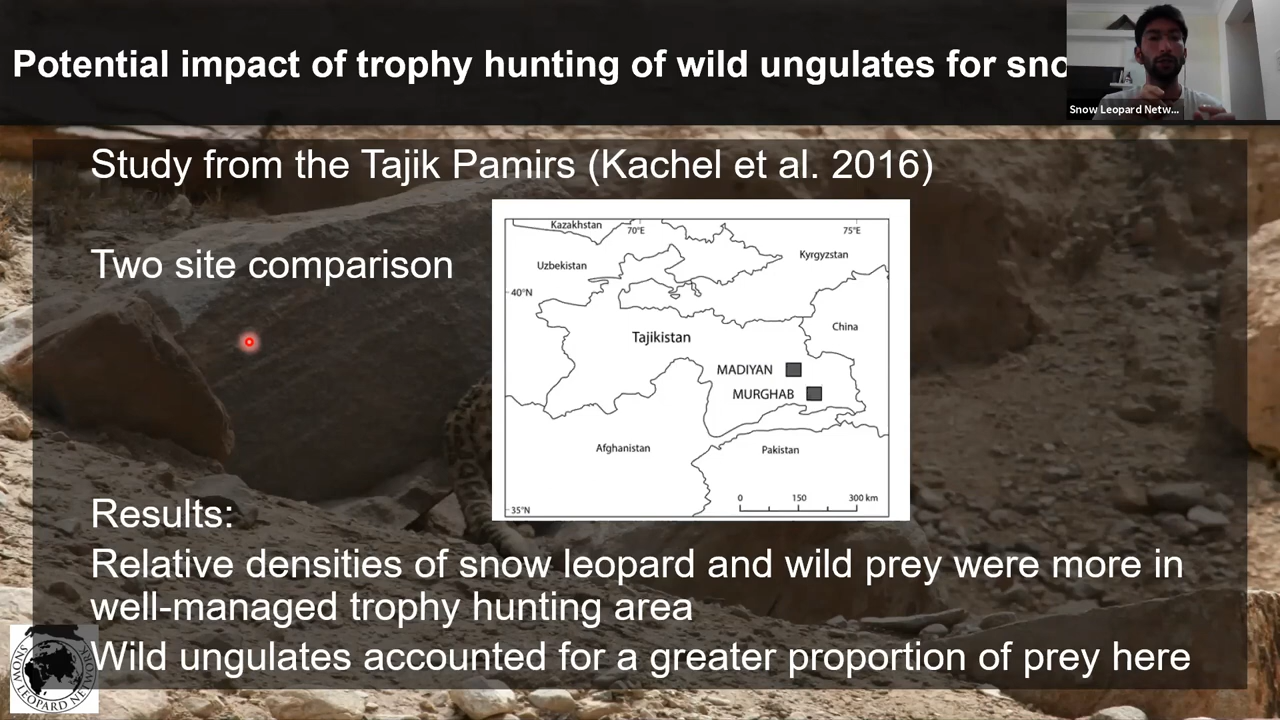 Potential impact of trophy hunting of wild ungulates for sno
Snow Leopard Netw...
Study from the Tajik Pamirs (Kachel et al. 2016)
Two site comparison
Kazakhstan
70°E
75°E
Uzbekistan
Kyrgyzstan
40°N
China
Tajikistan
MADIYAN
MURGHAB
Afghanistan
Pakistan
0 150 300 km
35°N
Results:
Relative densities of snow leopard and wild prey were more in
well-managed trophy hunting area
Wild ungulates accounted for a greater proportion of prey here
SNOW LEOPARD NETWORK